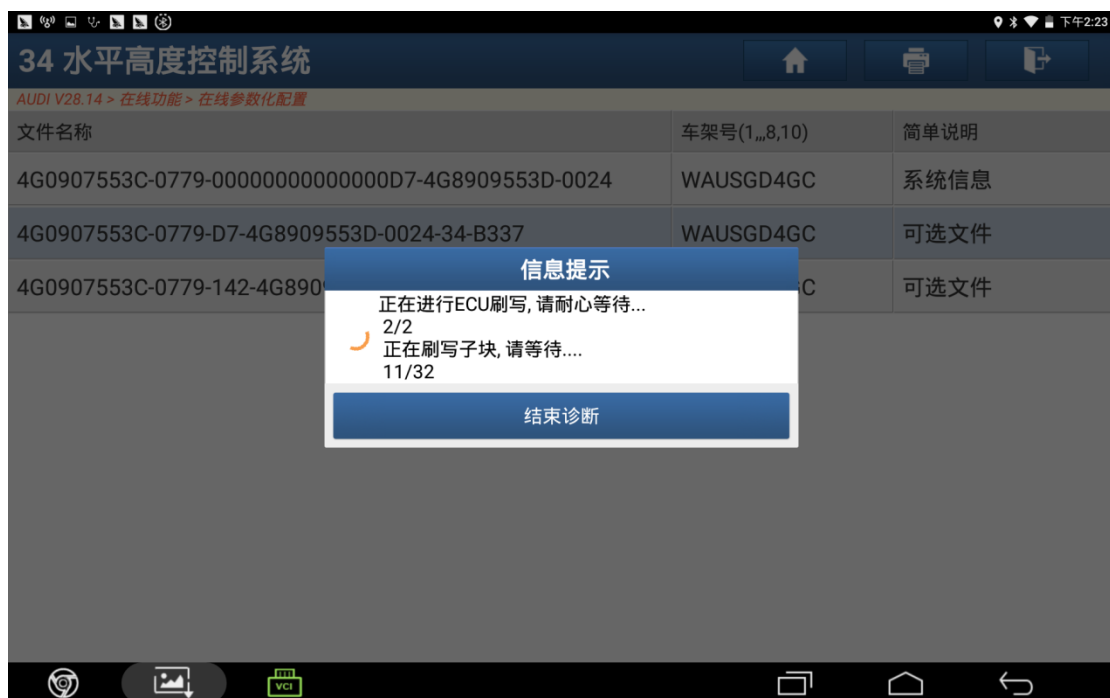 下午2:23
34 水平高度控制系统
AUDI V28.14 > 在线功能 > 在线参数化配置
文件名称 车架号(1,,,8,10) 简单说明
4G0907553C-0779-00000000000000D7-4G8909553D-0024 WAUSGD4GC 系统信息
4G0907553C-0779-D7-4G8909553D-0024-34-B337 WAUSGD4GC 可选文件
4G0907553C-0779-142-4G890 C 可选文件
信息提示
正在进行ECU刷写, 请耐心等待...
2/2
正在刷写子块, 请等待....
11/32
结束诊断
VCI